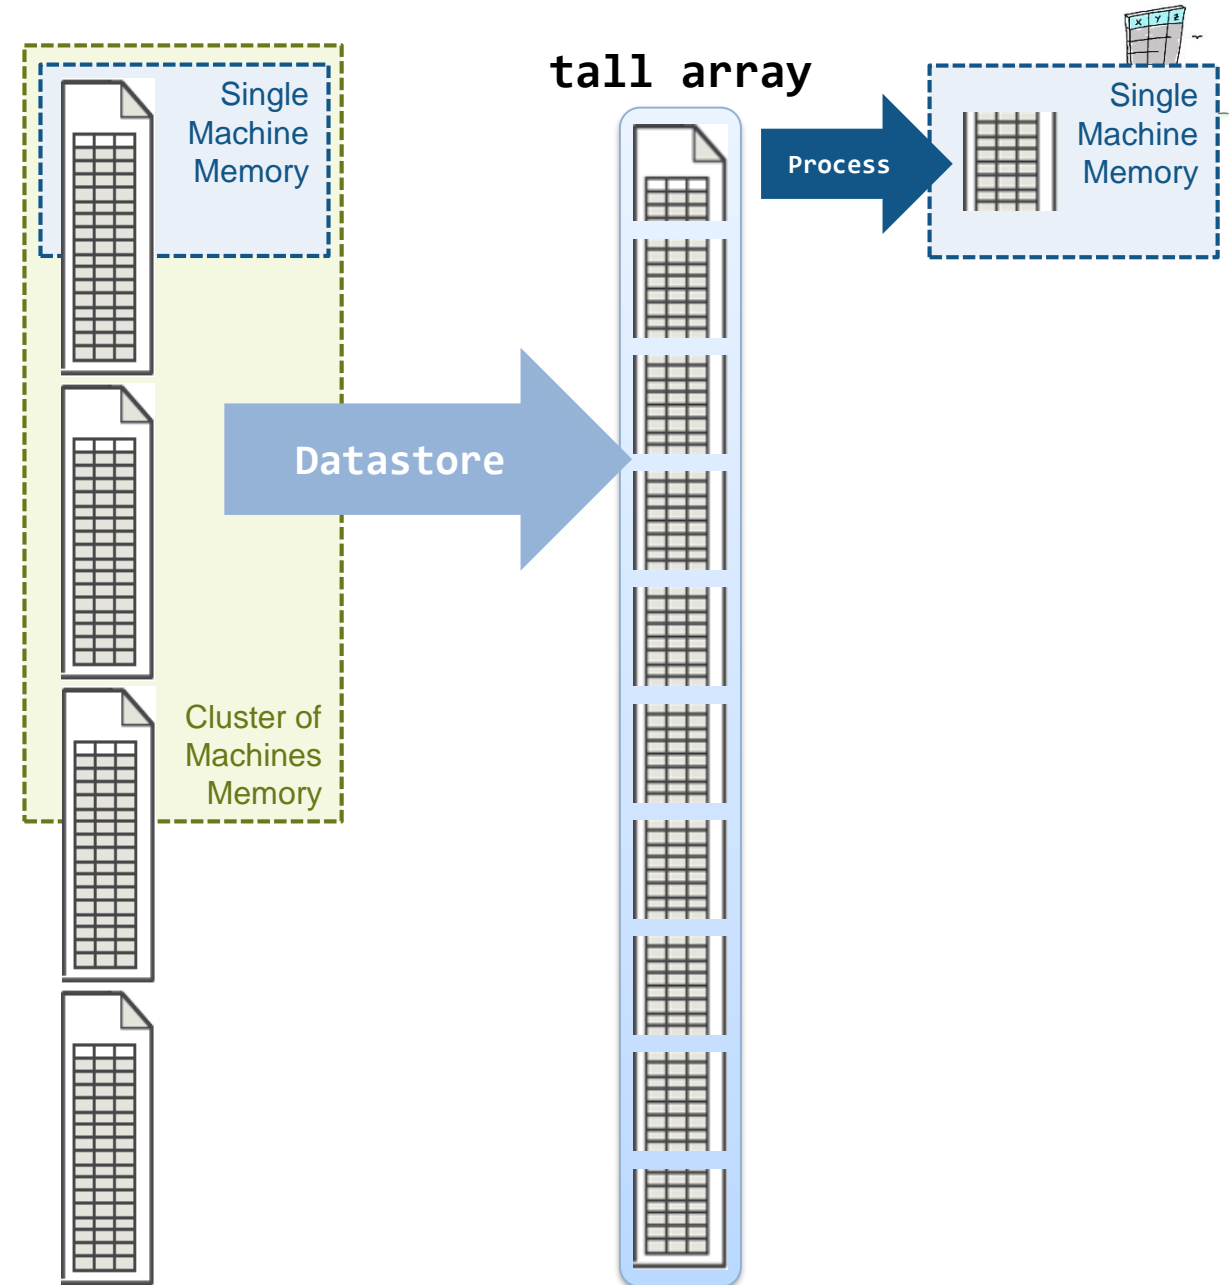 Single
Machine
Memory
Cluster of
Machines
Memory
Datastore
tall array
Process
X Y Z
Single
Machine
Memory